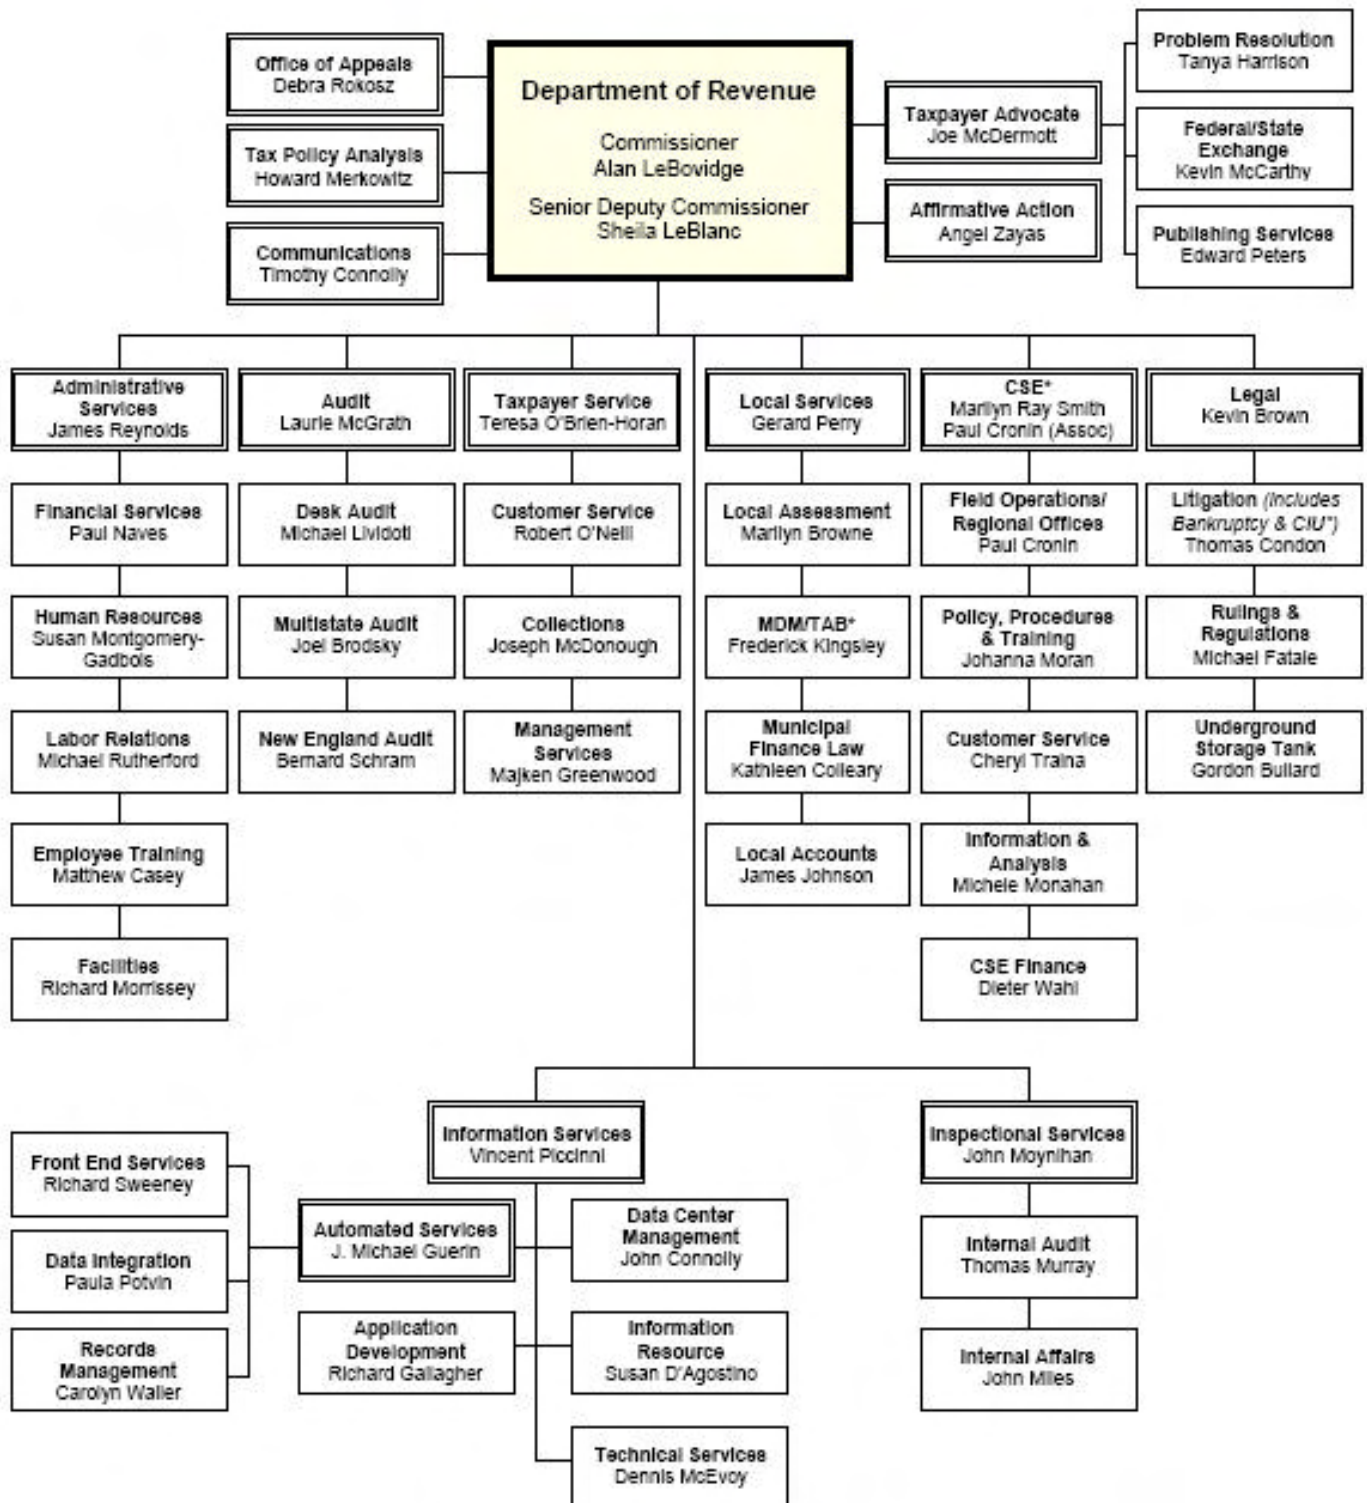 Office of Appeals
Debra Rokosz
Tax Policy Analysis
Howard Merkowitz
Communications
Timothy Connolly
Department of Revenue
Commissioner
Alan LeBovidge
Senior Deputy Commissioner
Sheila LeBlanc
Taxpayer Advocate
Joe McDermott
Affirmative Action
Angel Zayas
Problem Resolution
Tanya Harrison
Federal/State
Exchange
Kevin McCarthy
Publishing Services
Edward Peters
Administrative
Services
James Reynolds
Financial Services
Paul Naves
Human Resources
Susan Montgomery-
Gadbois
Labor Relations
Michael Rutherford
Employee Training
Matthew Casey
Facilities
Richard Morrissey
Audit
Laurie McGrath
Desk Audit
Michael Lividoti
Multistate Audit
Joel Brodsky
New England Audit
Bernard Schram
Taxpayer Service
Teresa O'Brien-Horan
Customer Service
Robert O'Neill
Collections
Joseph McDonough
Management
Services
Majken Greenwood
Local Services
Gerard Perry
Local Assessment
Marilyn Browne
MDM/TAB*
Frederick Kingsley
Municipal
Finance Law
Kathleen Colleary
Local Accounts
James Johnson
CSE*
Marilyn Ray Smith
Paul Cronin (Assoc)
Field Operations/
Regional Offices
Paul Cronin
Policy, Procedures
& Training
Johanna Moran
Customer Service
Cheryl Traina
Information &
Analysis
Michele Monahan
CSE Finance
Dieter Wahl
Legal
Kevin Brown
Litigation (includes
Bankruptcy & CIU*)
Thomas Condon
Rulings &
Regulations
Michael Fatale
Underground
Storage Tank
Gordon Bullard
Information Services
Vincent Piccinni
Automated Services
J. Michael Guerin
Front End Services
Richard Sweeney
Data Integration
Paula Potvin
Records
Management
Carolyn Waller
Application
Development
Richard Gallagher
Data Center
Management
John Connolly
Information
Resource
Susan D'Agostino
Technical Services
Dennis McEvoy
Inspectional Services
John Moynihan
Internal Audit
Thomas Murray
Internal Affairs
John Miles